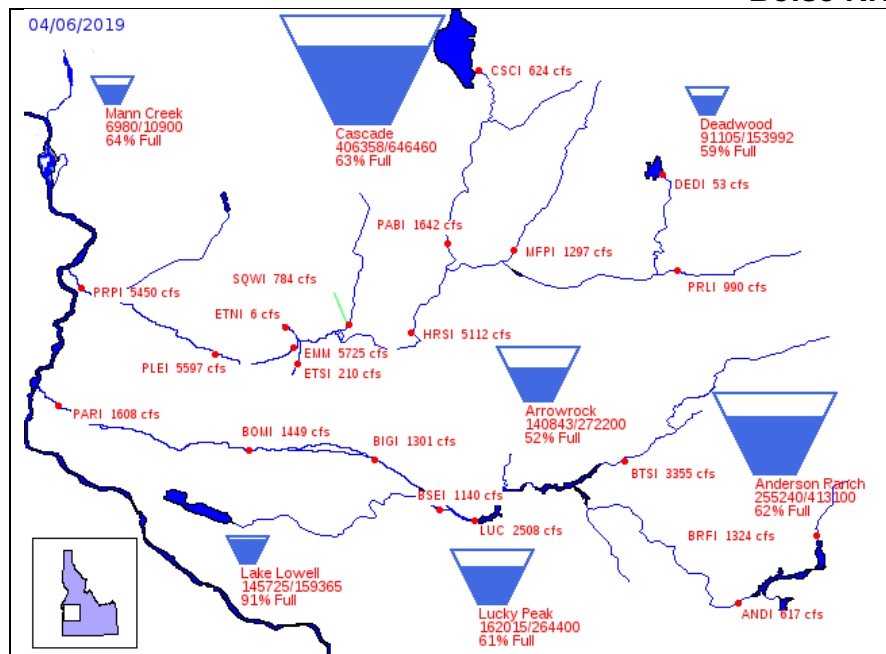 04/06/2019
CSCI 624 cfs
Mann Creek
6980/10900
64% Full
Cascade
406358/646460
63% Full
Deadwood
91105/153992
59% Full
DEDI 53 cfs
PABI 1642 cfs
MFPI 1297 cfs
SQWI 784 cfs
PRPI 5450 cfs
PRLI 990 cfs
ETNI 6 cfs
HRSI 5112 cfs
EMM 5725 cfs
PLEI 5597 cfs
ETSI 210 cfs
Arrowrock
140843/272200
52% Full
PARI 1608 cfs
BOMI 1449 cfs
BIGI 1301 cfs
BTSI 3355 cfs
Anderson Ranch
255240/413100
62% Full
BSEI 1140 cfs
LUC 2508 cfs
BRFI 1324 cfs
Lake Lowell
145725/159365
91% Full
Lucky Peak
162015/264400
61% Full
ANDI 617 cfs